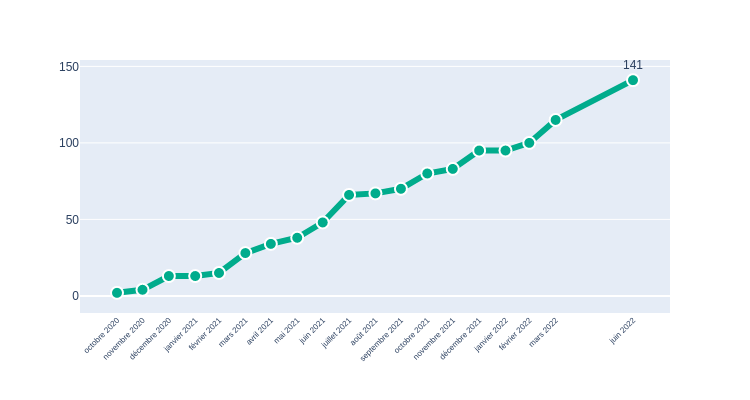 141
150
100
50
0
octobre 2020
novembre 2020
décembre 2020
janvier 2021
février 2021
mars 2021
avril 2021
mai 2021
juin 2021
juillet 2021
août 2021
septembre 2021
octobre 2021
novembre 2021
décembre 2021
janvier 2022
février 2022
mars 2022
juin 2022